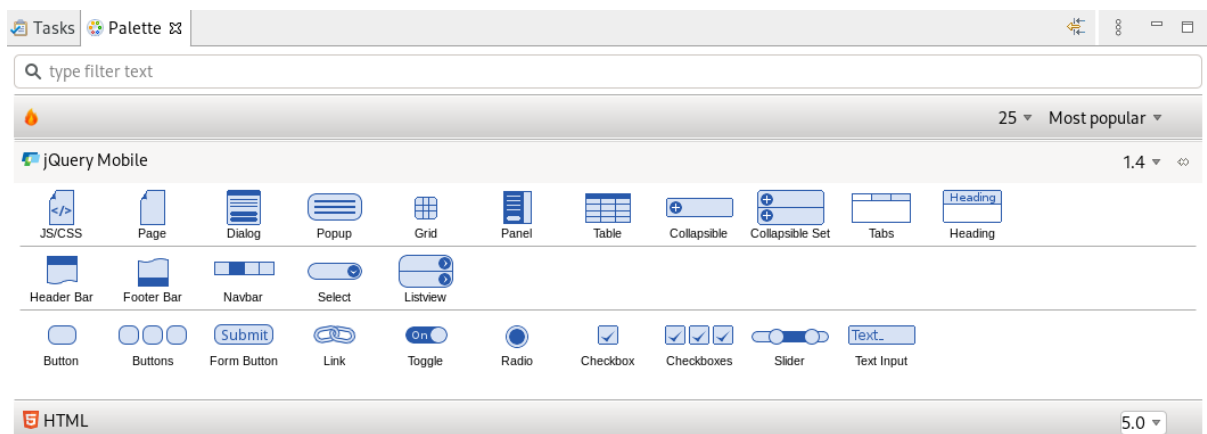 Tasks Palette
type filter text
25 Most popular
jQuery Mobile 1.4
</> Heading
JS/CSS Page Dialog Popup Grid Panel Table Collapsible Collapsible Set Tabs Heading
Header Bar Footer Bar Navbar Select Listview
Submit On Text_
Button Buttons Form Button Link Toggle Radio Checkbox Checkboxes Slider Text Input
5 HTML 5.0